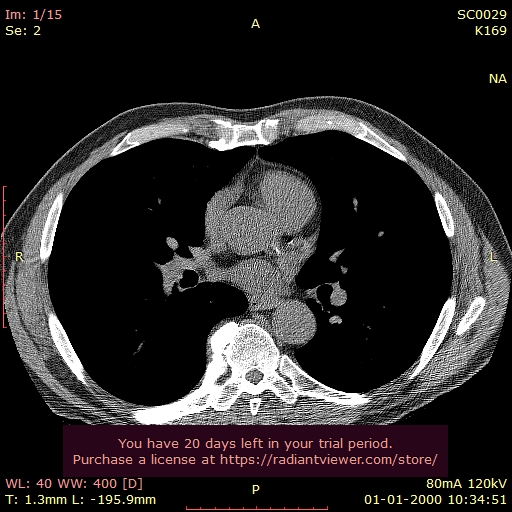 Im: 1/15
Se: 2
A
SC0029
K169
NA
R
L
You have 20 days left in your trial period.
Purchase a license at https://radiantviewer.com/store/
WL: 40 WW: 400 [D]
T: 1.3mm L: -195.9mm
P
80mA 120kV
01-01-2000 10:34:51